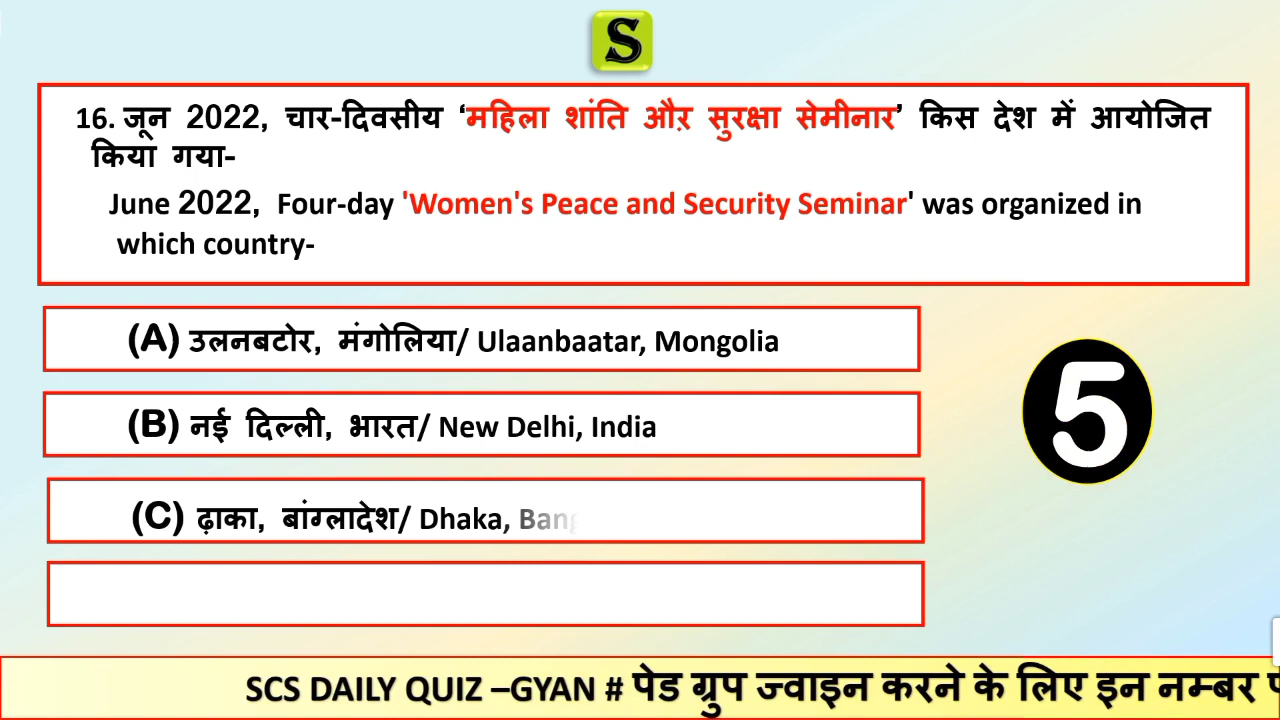 S
16. जून 2022, चार-दिवसीय ‘महिला शांति और सुरक्षा सेमीनार’ किस देश में आयोजित
किया गया-
June 2022, Four-day 'Women's Peace and Security Seminar' was organized in
which country-
(A) उलनबटोर, मंगोलिया/ Ulaanbaatar, Mongolia
5
(B) नई दिल्ली, भारत/ New Delhi, India
(C) ढ़ाका, बांग्लादेश/ Dhaka,
SCS DAILY QUIZ –GYAN # पेड ग्रुप ज्वाइन करने के लिए इन नम्बर